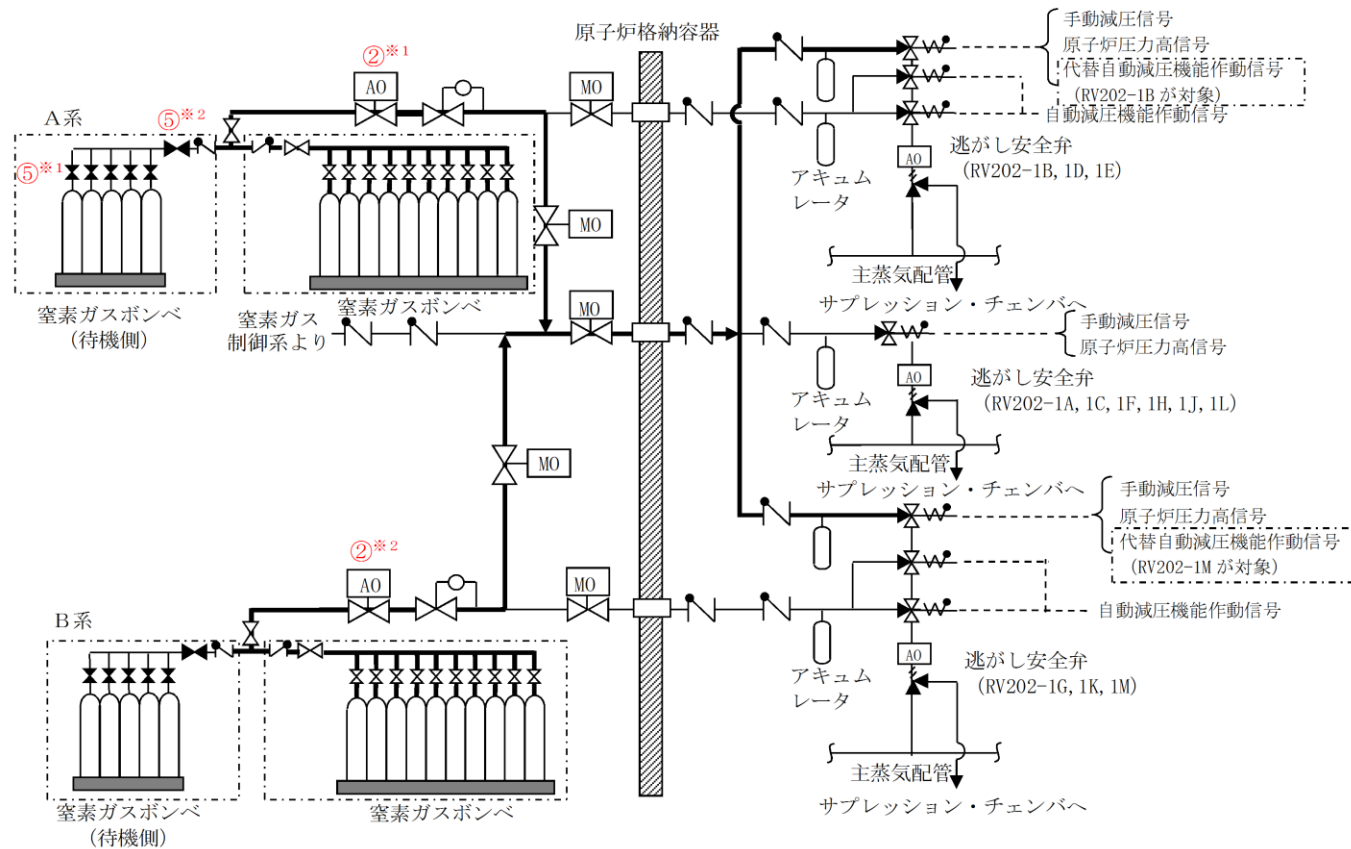 原子炉格納容器
手動減圧信号
原子炉圧力高信号
代替自動減圧機能作動信号
(RV202-1Bが対象)
自動減圧機能作動信号
②※1
AO
MO
A系
⑤※2
⑤※1
AO
逃がし安全弁
(RV202-1B, 1D, 1E)
アキュム
レータ
MO
主蒸気配管
サプレッション・チェンバへ
窒素ガスボンベ
(待機側)
窒素ガスボンベ
窒素ガス
制御系より
MO
手動減圧信号
原子炉圧力高信号
AO
逃がし安全弁
(RV202-1A, 1C, 1F, 1H, 1J, 1L)
アキュム
レータ
MO
主蒸気配管
サプレッション・チェンバへ
手動減圧信号
原子炉圧力高信号
代替自動減圧機能作動信号
(RV202-1Mが対象)
自動減圧機能作動信号
②※2
AO
MO
B系
AO
逃がし安全弁
(RV202-1G, 1K, 1M)
アキュム
レータ
主蒸気配管
サプレッション・チェンバへ
窒素ガスボンベ
(待機側)
窒素ガスボンベ